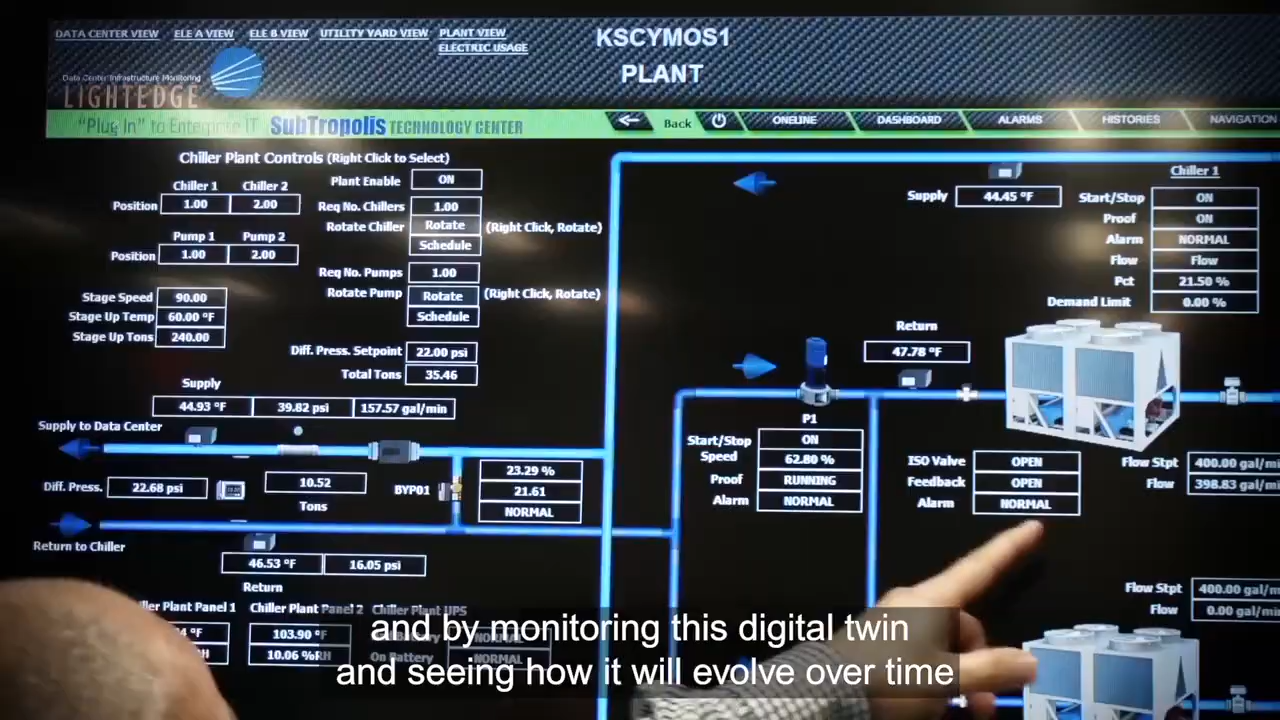 DATA CENTER VIEW ELE A VIEW ELE B VIEW UTILITY YARD VIEW PLANT VIEW
ELECTRIC USAGE
KSCYMOS1
PLANT
Data Center Infrastructure Monitoring
LIGHTEDGE
"Plug In" to Enterprise IT SubTropolis TECHNOLOGY CENTER
Back ONELINE DASHBOARD ALARMS HISTORIES NAVIGATION
Chiller Plant Controls (Right Click to Select)
Chiller 1 Chiller 2
Position 1.00 2.00
Pump 1 Pump 2
Position 1.00 2.00
Stage Speed 90.00
Stage Up Temp 60.00 °F
Stage Up Tons 240.00
Plant Enable ON
Req No. Chillers 1.00
Rotate Chiller Rotate (Right Click, Rotate)
Schedule
Req No. Pumps 1.00
Rotate Pump Rotate (Right Click, Rotate)
Schedule
Diff. Press. Setpoint 22.00 psi
Total Tons 35.46
Supply
44.93 °F 39.82 psi 157.57 gal/min
Supply to Data Center
Diff. Press. 22.68 psi
10.52
Tons
BYP01
23.29 %
21.61
NORMAL
Return to Chiller
46.53 °F 16.05 psi
Return
Supply 44.45 °F
Return
47.78 °F
P1
Start/Stop ON
Speed 62.80 %
Proof RUNNING
Alarm NORMAL
Chiller 1
Start/Stop ON
Proof ON
Alarm NORMAL
Flow Flow
Pct 21.50 %
Demand Limit 0.00 %
ISO Valve OPEN
Feedback OPEN
Alarm NORMAL
Flow Stpt 400.00 gal/m
Flow 398.83 gal/m
Flow Stpt 400.00 gal/m
Flow 0.00 gal/m
ller Plant Panel 1 Chiller Plant Panel 2 Chiller Plant UPS
4 °F 103.90 °F Battery NORMAL
10.06 %RH On Battery NORMAL
and by monitoring this digital twin
and seeing how it will evolve over time